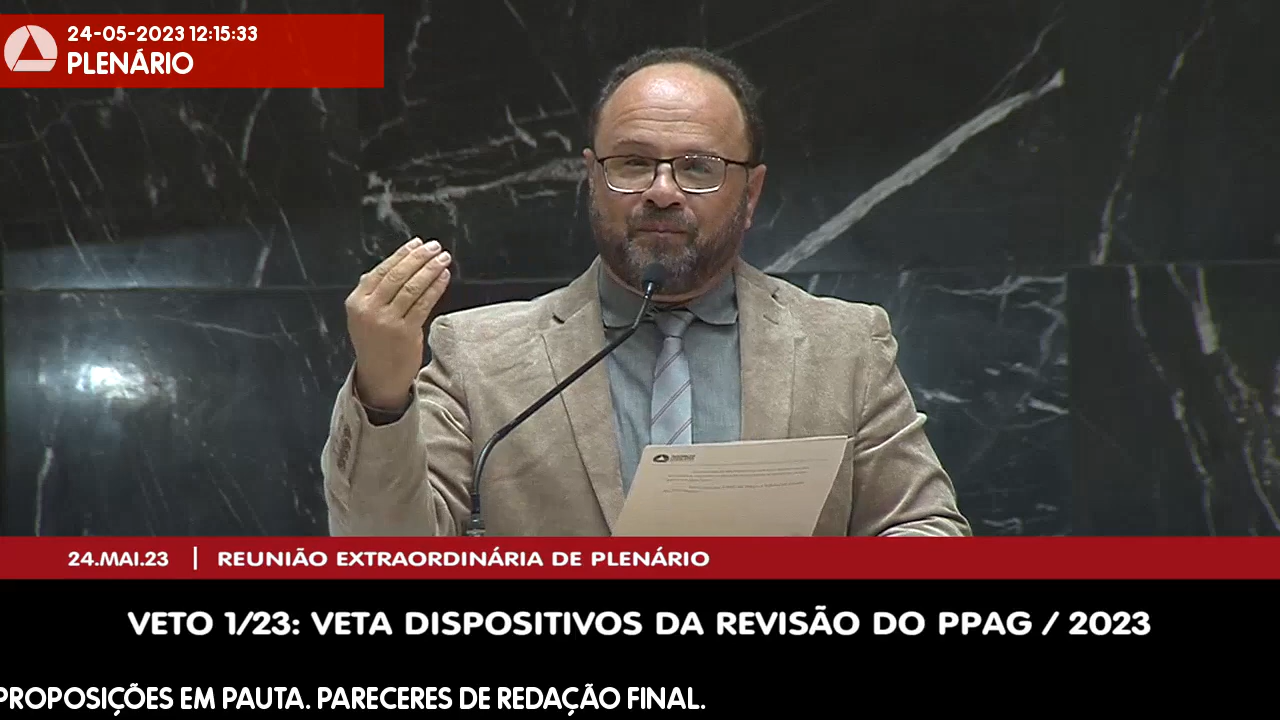 24-05-2023 12:15:33
PLENÁRIO
24.MAI.23 | REUNIÃO EXTRAORDINÁRIA DE PLENÁRIO
VETO 1/23: VETA DISPOSITIVOS DA REVISÃO DO PPAG / 2023
PROPOSIÇÕES EM PAUTA. PARECERES DE REDAÇÃO FINAL.